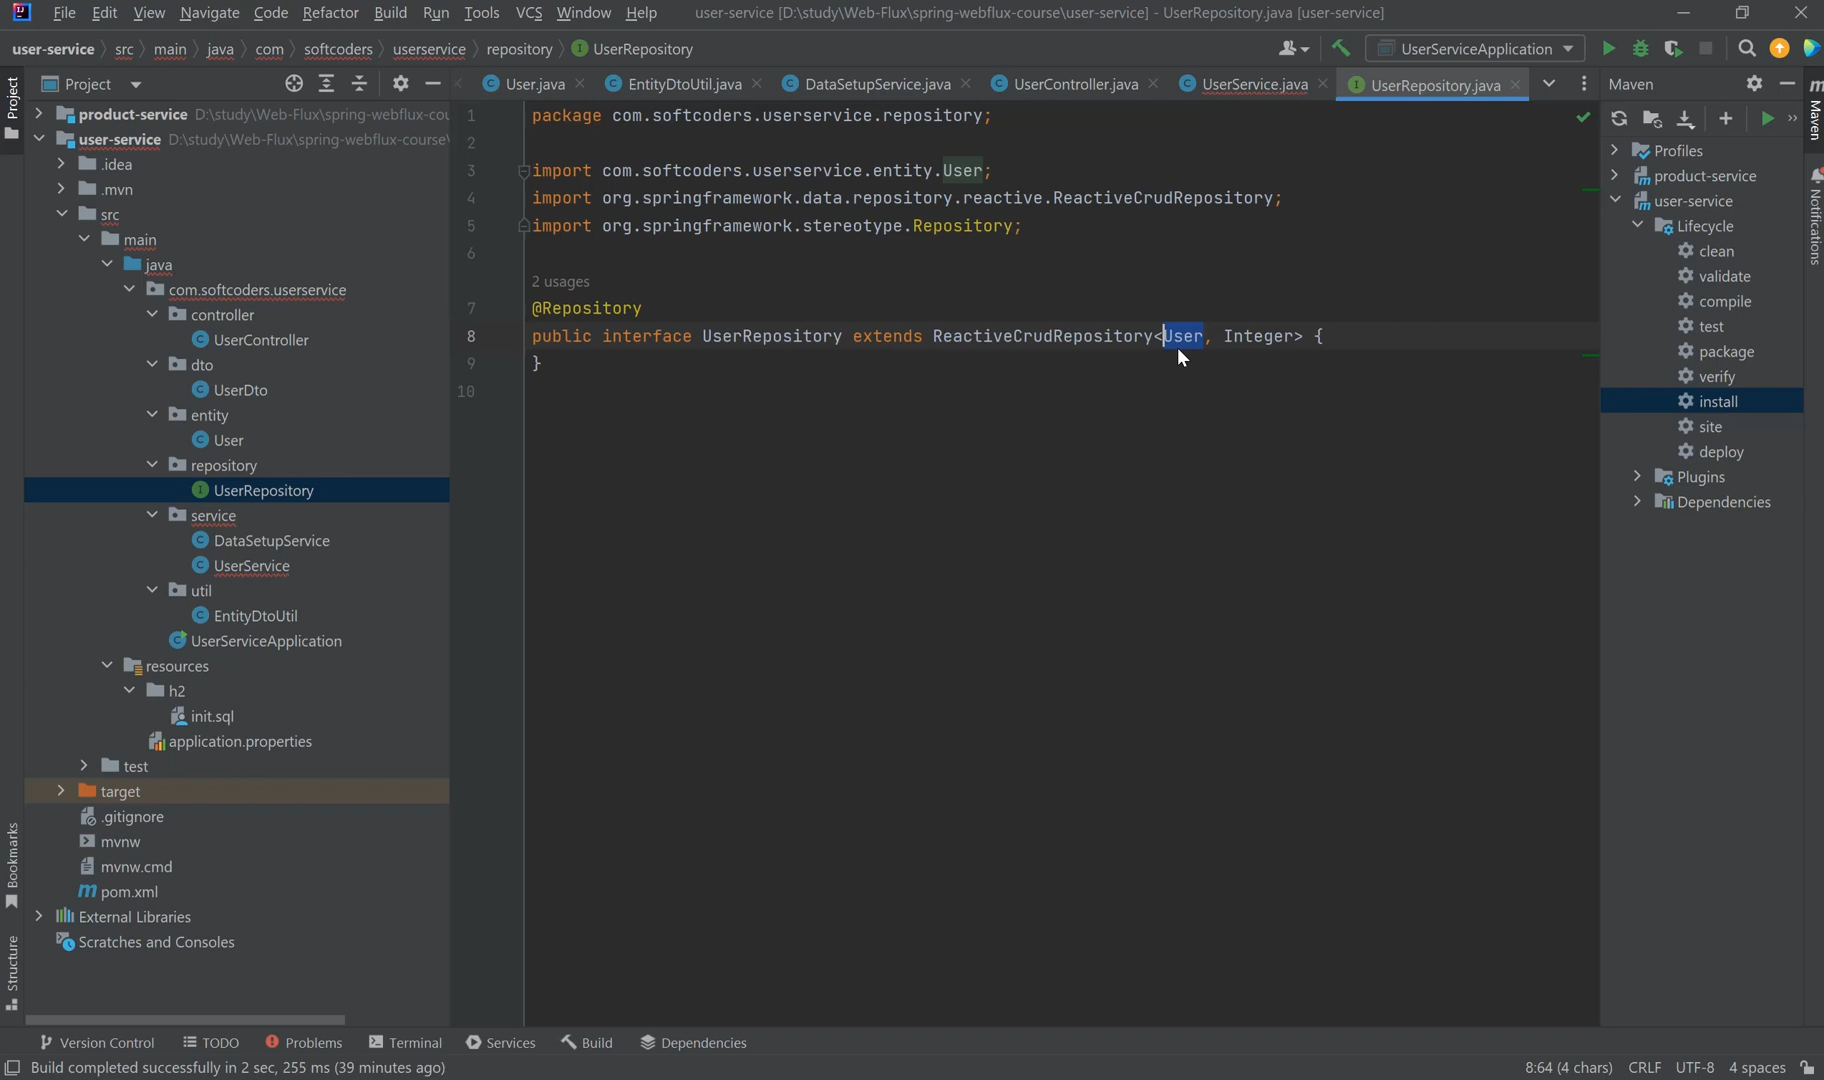 File Edit View Navigate Code Refactor Build Run Tools VCS Window Help user-service [D:\study\Web-Flux\spring-webflux-course\user-service] - UserRepository.java [user-service]
user-service src main java com softcoders userservice repository UserRepository
UserServiceApplication
Project
User.java EntityDtoUtil.java DataSetupService.java UserController.java UserService.java UserRepository.java
Maven
Project
Bookmarks
Structure
product-service D:\study\Web-Flux\spring-webflux-cou
user-service D:\study\Web-Flux\spring-webflux-course\
.idea
.mvn
src
main
java
com.softcoders.userservice
controller
UserController
dto
UserDto
entity
User
repository
UserRepository
service
DataSetupService
UserService
util
EntityDtoUtil
UserServiceApplication
resources
h2
init.sql
application.properties
test
target
.gitignore
mvnw
mvnw.cmd
pom.xml
External Libraries
Scratches and Consoles
1 package com.softcoders.userservice.repository;
2
3 import com.softcoders.userservice.entity.User;
4 import org.springframework.data.repository.reactive.ReactiveCrudRepository;
5 import org.springframework.stereotype.Repository;
6
2 usages
7 @Repository
8 public interface UserRepository extends ReactiveCrudRepository<User, Integer> {
9 }
10
Profiles
product-service
user-service
Lifecycle
clean
validate
compile
test
package
verify
install
site
deploy
Plugins
Dependencies
m
Maven
Notifications
Version Control TODO Problems Terminal Services Build Dependencies
Build completed successfully in 2 sec, 255 ms (39 minutes ago)
8:64 (4 chars) CRLF UTF-8 4 spaces